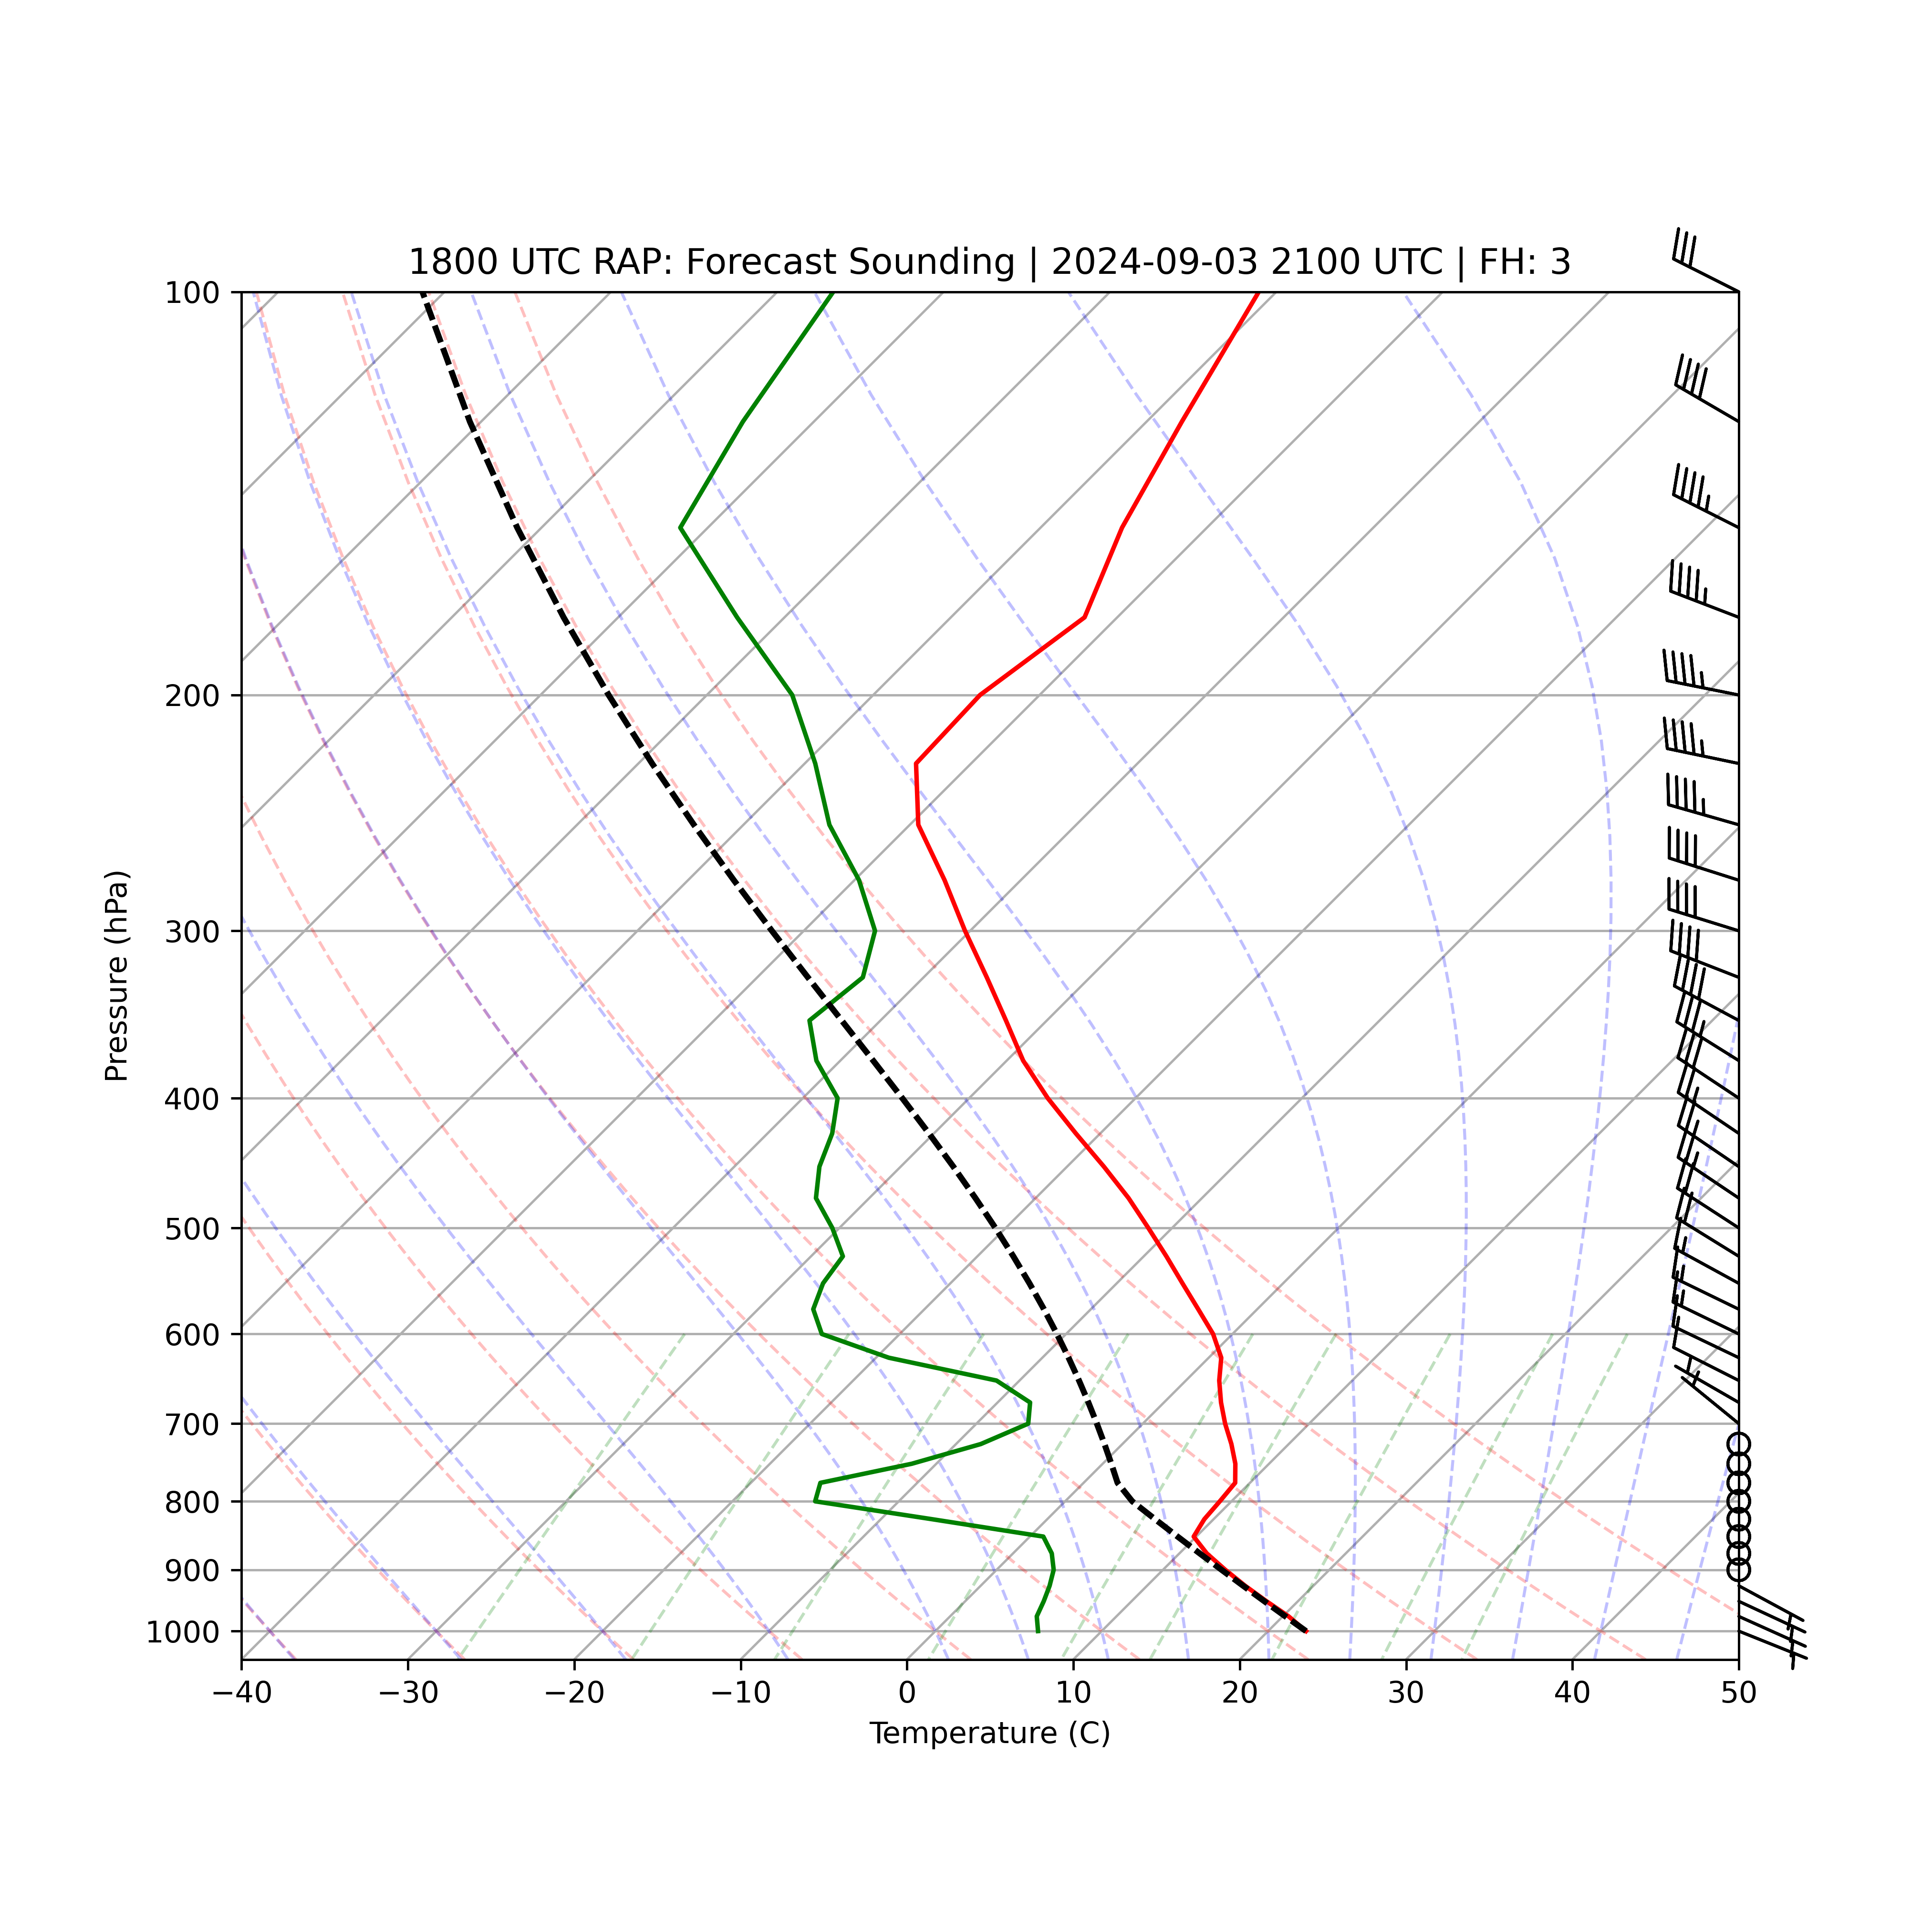 1800 UTC RAP: Forecast Sounding | 2024-09-03 2100 UTC | FH: 3
100
200
300
400
500
600
700
800
900
1000
Pressure (hPa)
−40 −30 −20 −10 0 10 20 30 40 50
Temperature (C)